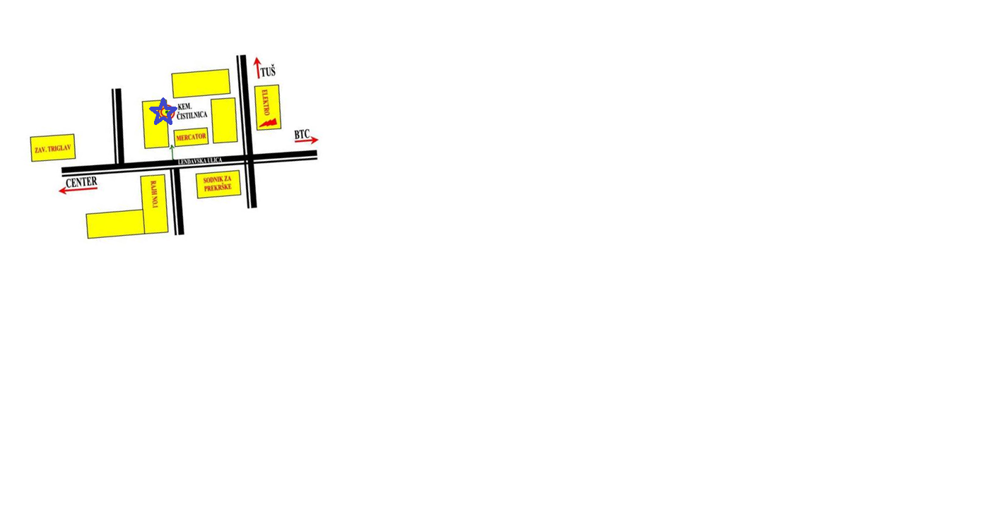 TUŠ
ELEKTRO
KEM.
ČISTILNICA
MERCATOR
BTC
ZAV. TRIGLAV
LENDAVSKA ULICA
CENTER
RAJH NO.1
SODNIK ZA
PREKRŠKE